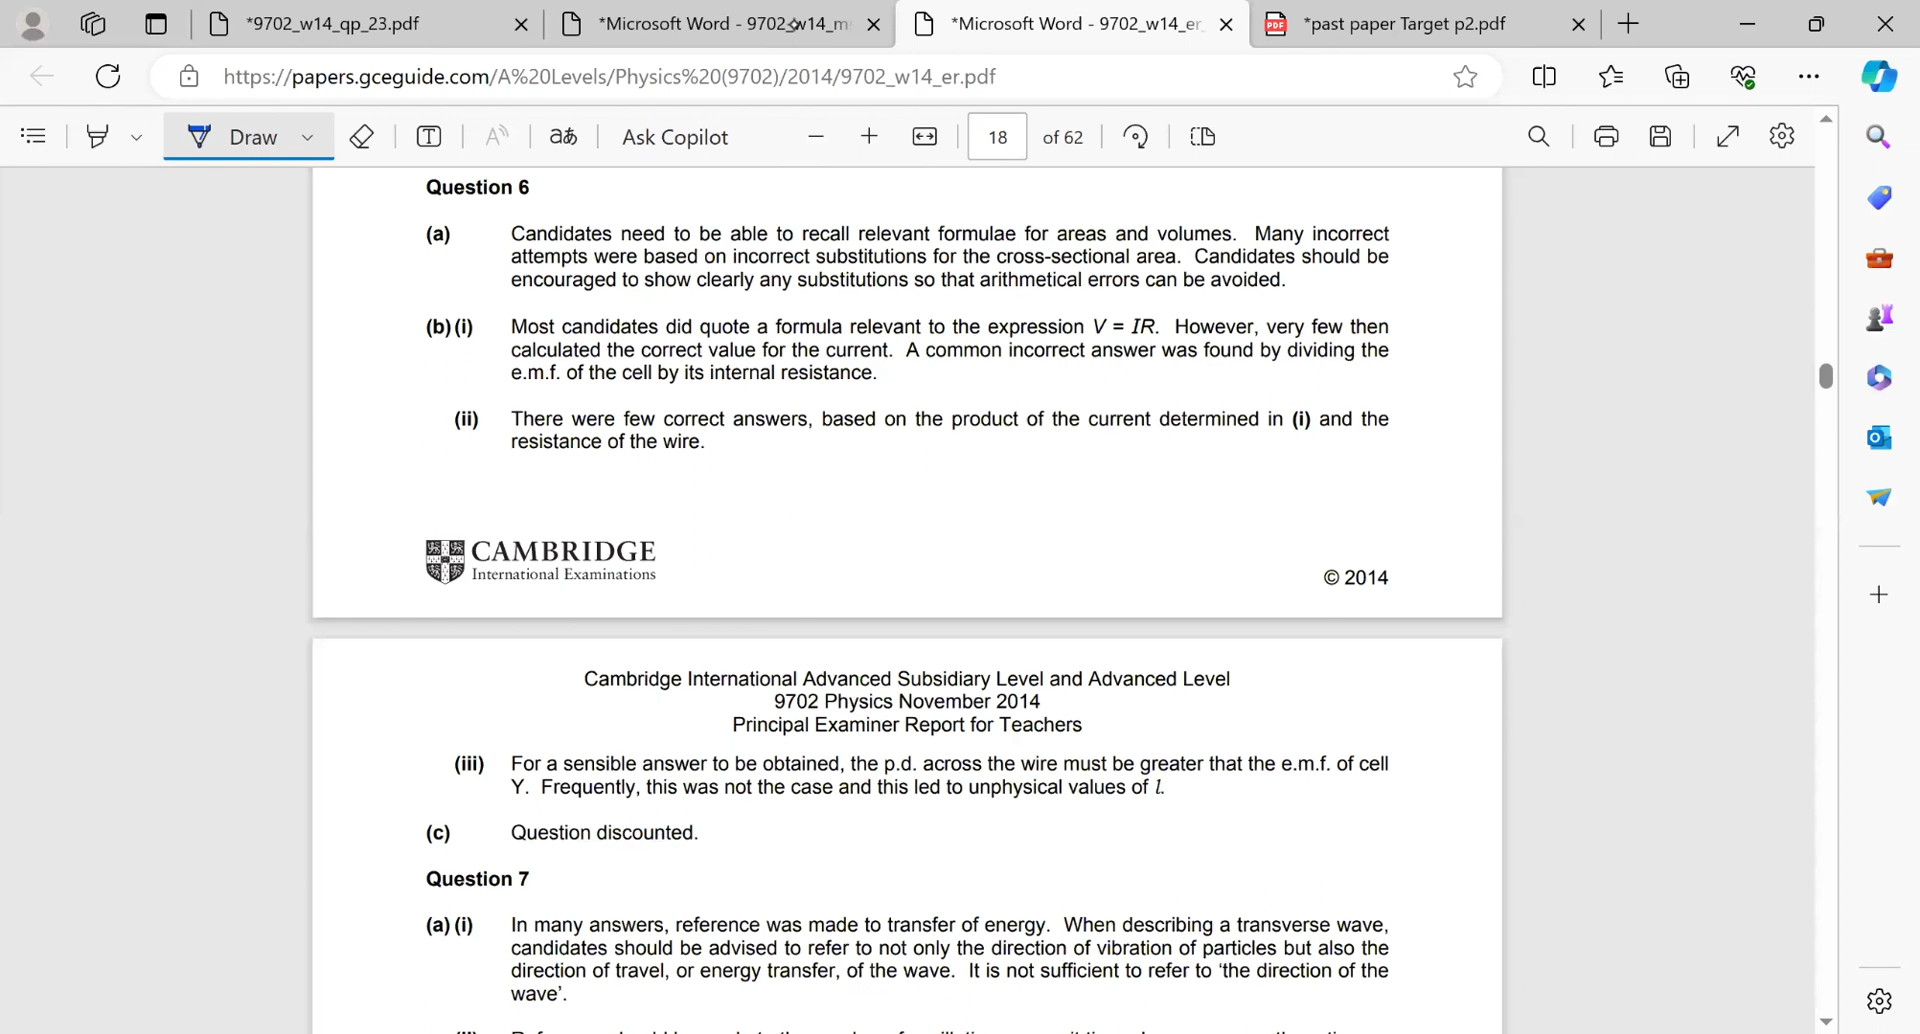 *9702_w14_qp_23.pdf
*Microsoft Word - 9702_w14_m
*Microsoft Word - 9702_w14_er_
*past paper Target p2.pdf
https://papers.gceguide.com/A%20Levels/Physics%20(9702)/2014/9702_w14_er.pdf
Draw
aあ
Ask Copilot
18
of 62
Question 6
(a) Candidates need to be able to recall relevant formulae for areas and volumes. Many incorrect
attempts were based on incorrect substitutions for the cross-sectional area. Candidates should be
encouraged to show clearly any substitutions so that arithmetical errors can be avoided.
(b) (i) Most candidates did quote a formula relevant to the expression V = IR. However, very few then
calculated the correct value for the current. A common incorrect answer was found by dividing the
e.m.f. of the cell by its internal resistance.
(ii) There were few correct answers, based on the product of the current determined in (i) and the
resistance of the wire.
CAMBRIDGE
International Examinations
© 2014
Cambridge International Advanced Subsidiary Level and Advanced Level
9702 Physics November 2014
Principal Examiner Report for Teachers
(iii) For a sensible answer to be obtained, the p.d. across the wire must be greater that the e.m.f. of cell
Y. Frequently, this was not the case and this led to unphysical values of l.
(c) Question discounted.
Question 7
(a) (i) In many answers, reference was made to transfer of energy. When describing a transverse wave,
candidates should be advised to refer to not only the direction of vibration of particles but also the
direction of travel, or energy transfer, of the wave. It is not sufficient to refer to ‘the direction of the
wave’.